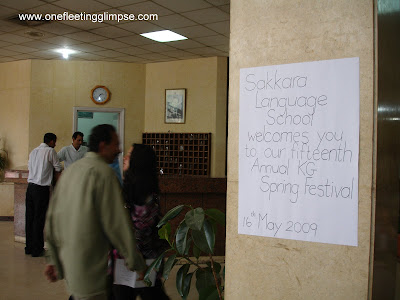 www.onefleetingglimpse.com
Sakkara
Language
School
welcomes you
to our fifteenth
Annual KG
Spring Festival
16th May 2009